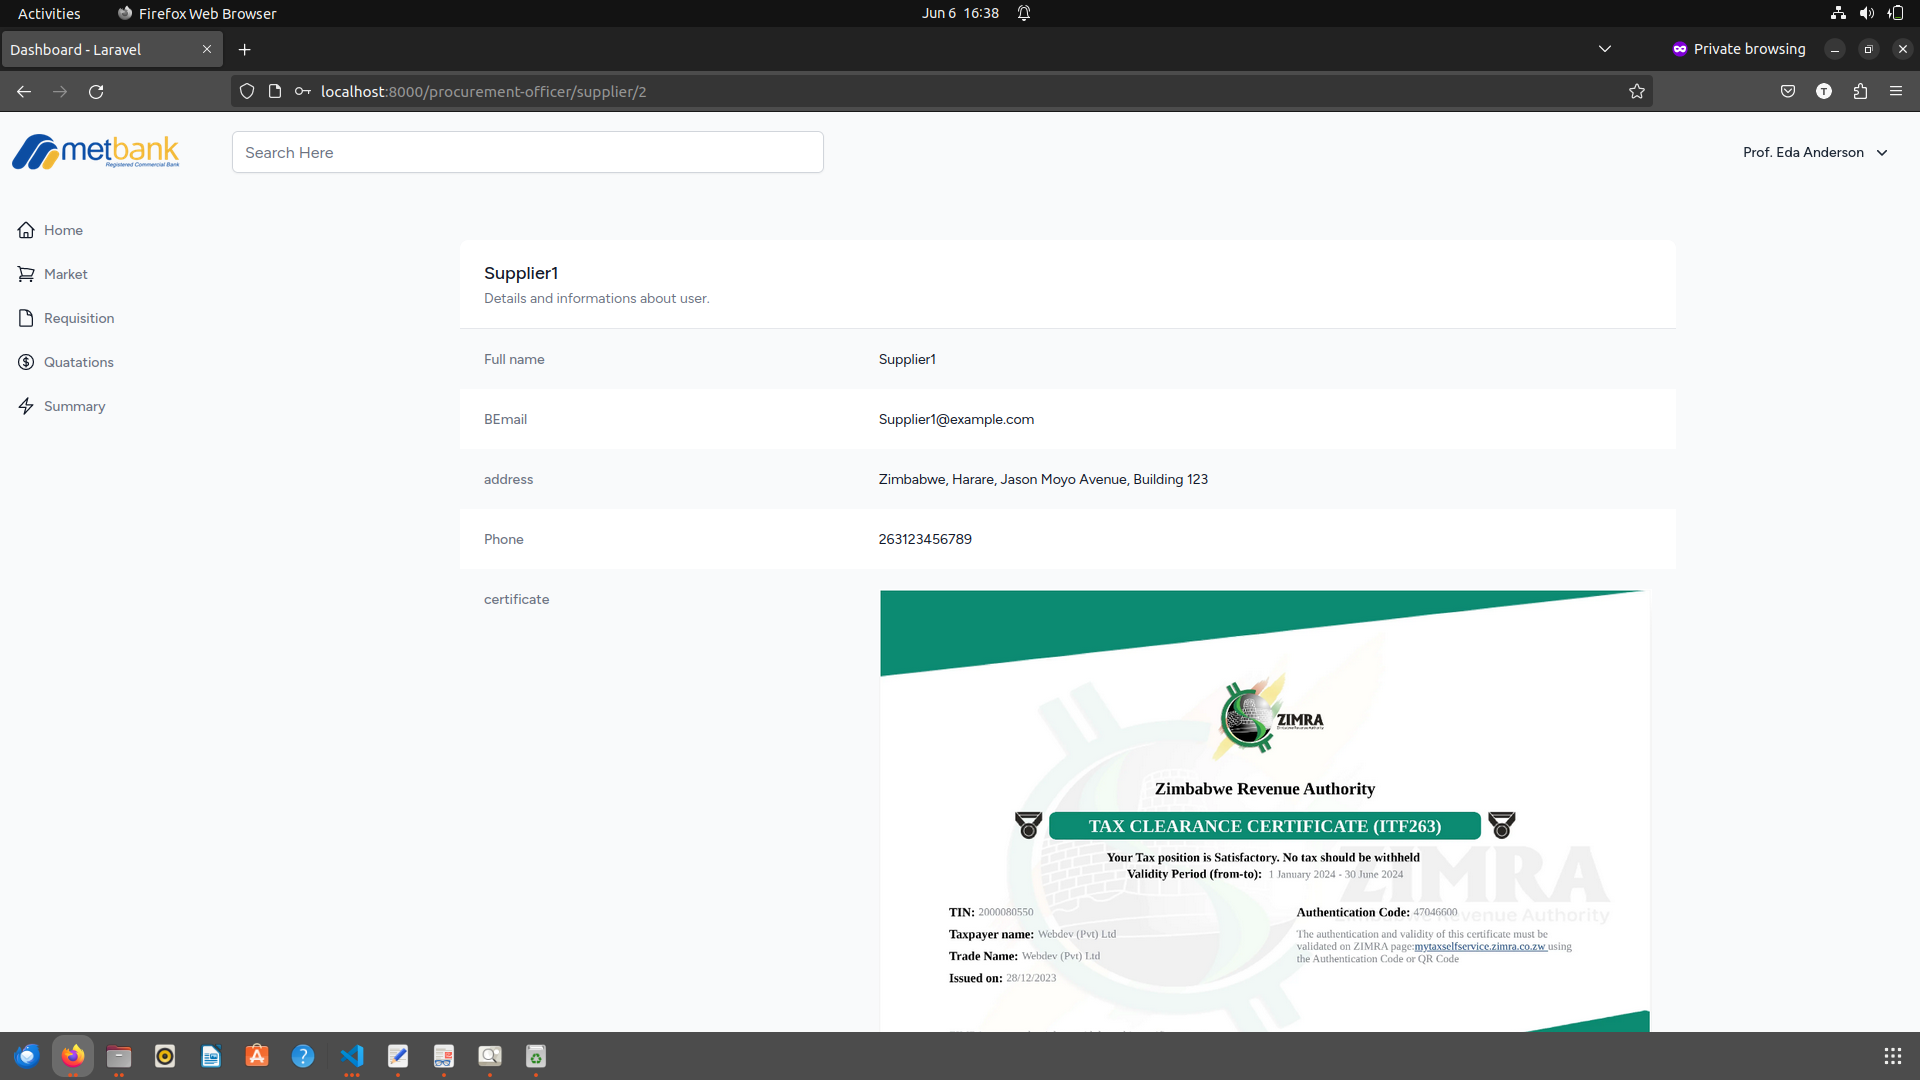 Activities
Firefox Web Browser
Jun 6 16:38
Dashboard - Laravel
Private browsing
localhost:8000/procurement-officer/supplier/2
metbank
Registered Commercial Bank
Search Here
Prof. Eda Anderson
Home
Market
Requisition
Quatations
Summary
Supplier1
Details and informations about user.
Full name
Supplier1
BEmail
Supplier1@example.com
address
Zimbabwe, Harare, Jason Moyo Avenue, Building 123
Phone
263123456789
certificate
ZIMRA
Zimbabwe Revenue Authority
Zimbabwe Revenue Authority
TAX CLEARANCE CERTIFICATE (ITF263)
Your Tax position is Satisfactory. No tax should be withheld
Validity Period (from-to): 1 January 2024 - 30 June 2024
ZIMRA
Zimbabwe Revenue Authority
TIN: 2000080550
Taxpayer name: Webdev (Pvt) Ltd
Trade Name: Webdev (Pvt) Ltd
Issued on: 28/12/2023
Authentication Code: 47046600
The authentication and validity of this certificate must be
validated on ZIMRA page:mytaxselfservice.zimra.co.zw using
the Authentication Code or QR Code